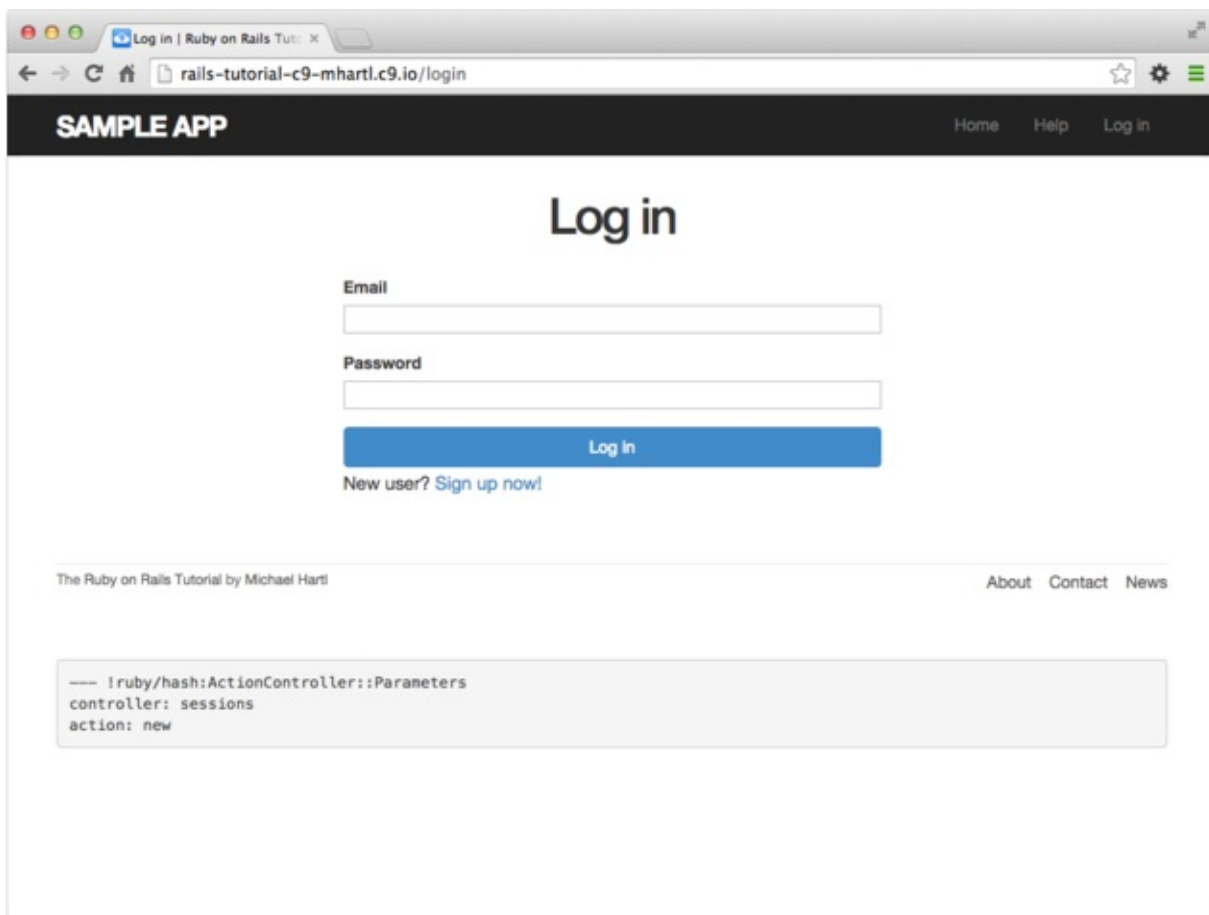 Log in | Ruby on Rails Tuto
rails-tutorial-c9-mhartl.c9.io/login
SAMPLE APP
Home Help Log in
Log in
Email
Password
Log in
New user? Sign up now!
The Ruby on Rails Tutorial by Michael Hartl
About Contact News
--- !ruby/hash:ActionController::Parameters
controller: sessions
action: new